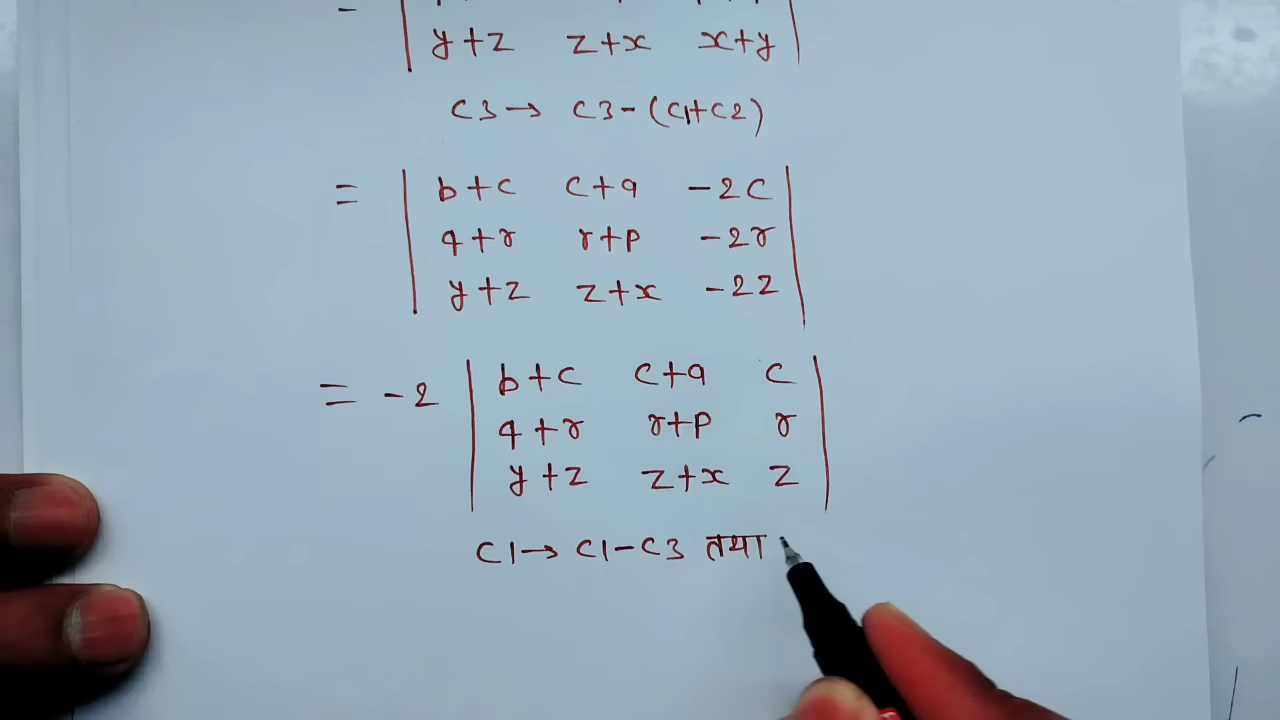 =
y+z z+x x+y
C3→ C3-(C1+C2)
= b+c c+a -2c
q+r r+p -2r
y+z z+x -2z
= -2 b+c c+a c
q+r r+p r
y+z z+x z
C1→ C1-C3 तथा